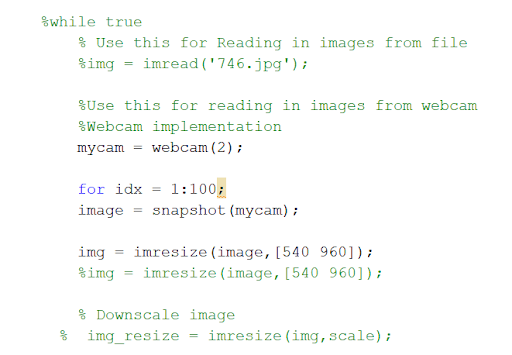 %while true
% Use this for Reading in images from file
%img = imread('746.jpg');
%Use this for reading in images from webcam
%Webcam implementation
mycam = webcam(2);
for idx = 1:100;
image = snapshot(mycam);
img = imresize(image,[540 960]);
%img = imresize(image,[540 960]);
% Downscale image
% img_resize = imresize(img,scale);